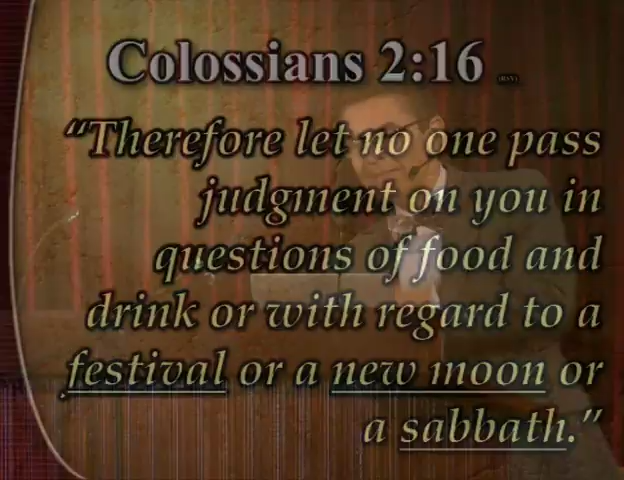 Colossians 2:16 (RSV)
“Therefore let no one pass
judgment on you in
questions of food and
drink or with regard to a
festival or a new moon or
a sabbath.”